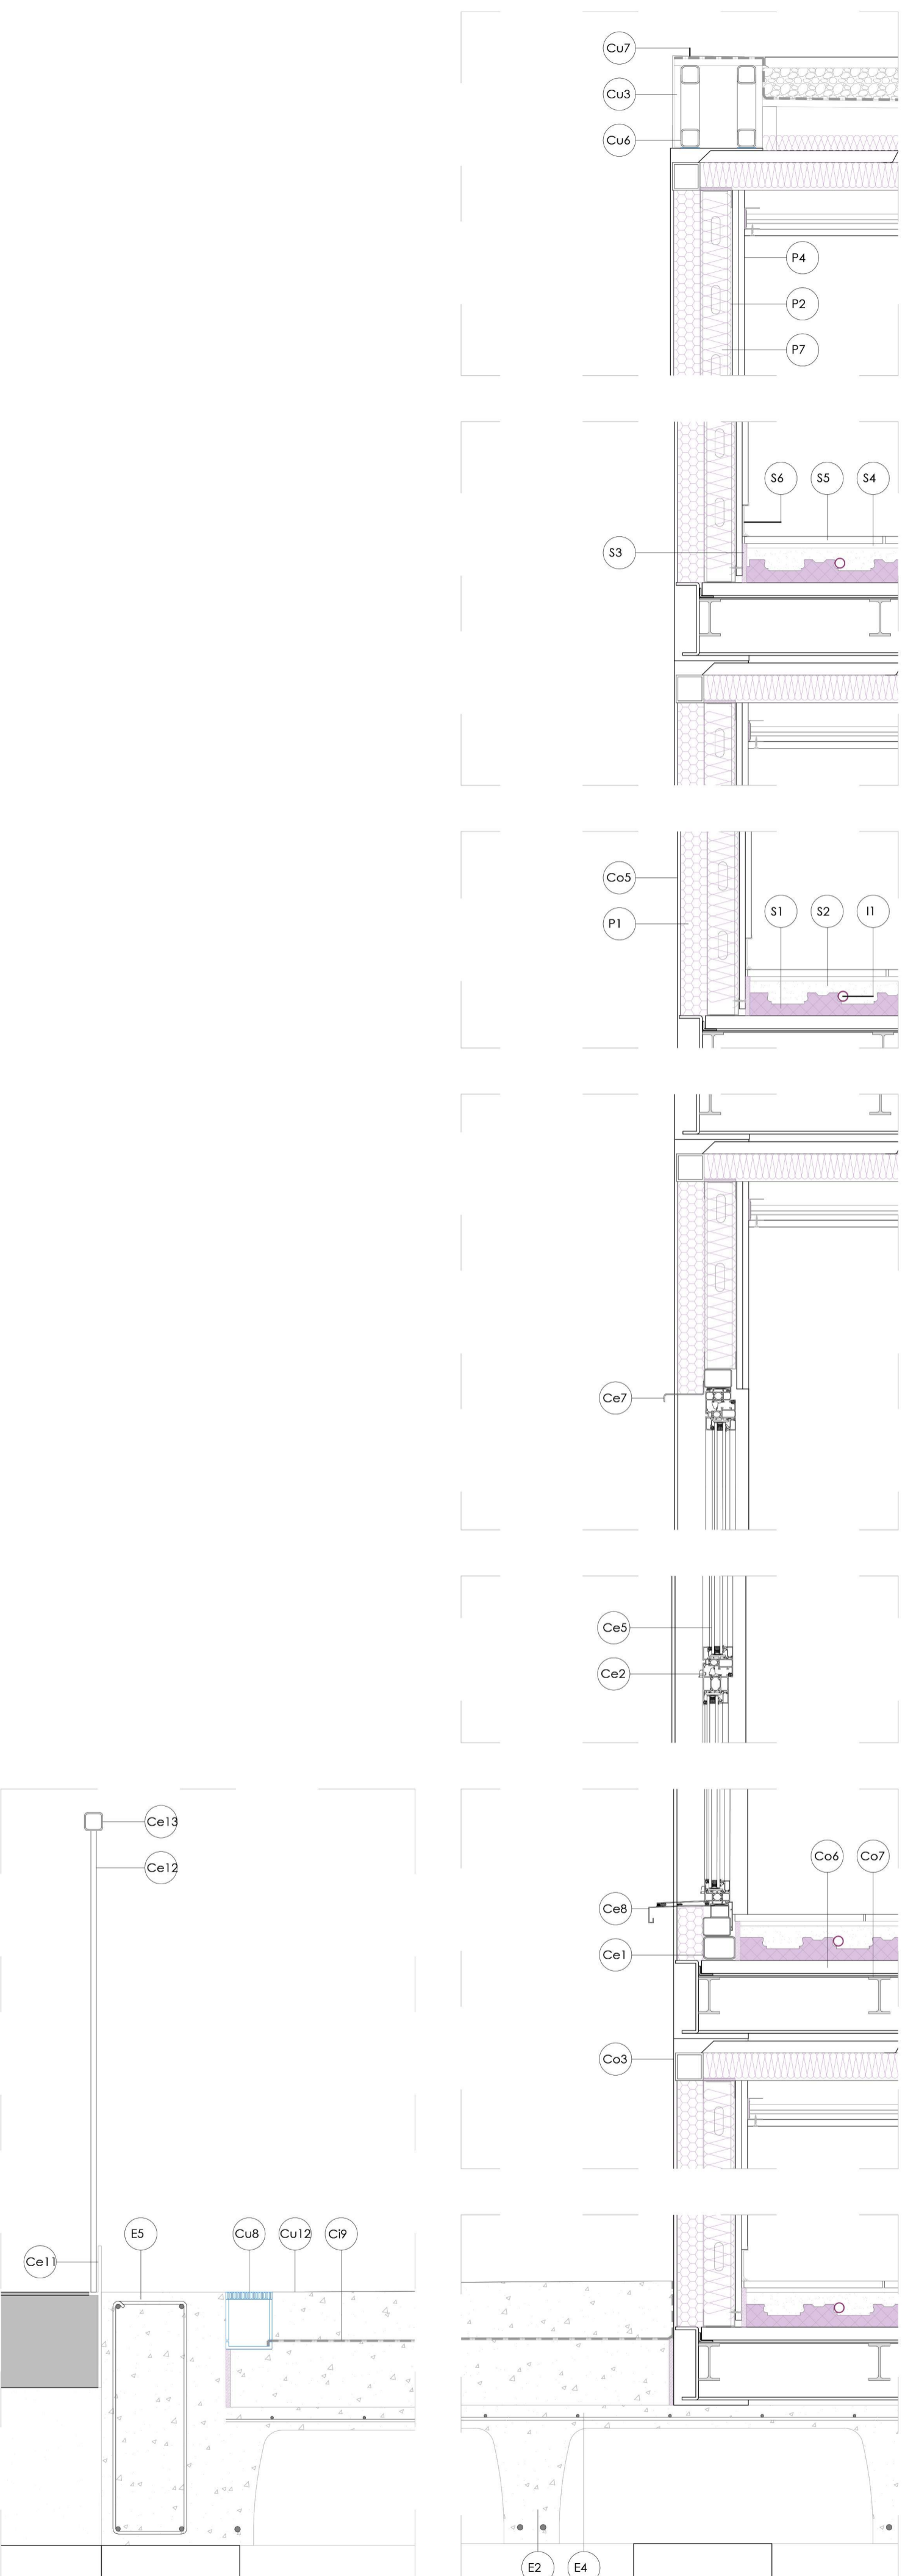 Cu7
Cu3
Cu6
P4
P2
P7
S6 S5 S4
S3
Co5
P1
S1 S2 I1
Ce7
Ce5
Ce2
Ce13
Ce12
Co6 Co7
Ce8
Ce1
Co3
E5 Cu8 Cu12 Ci9
Ce11
E2 E4